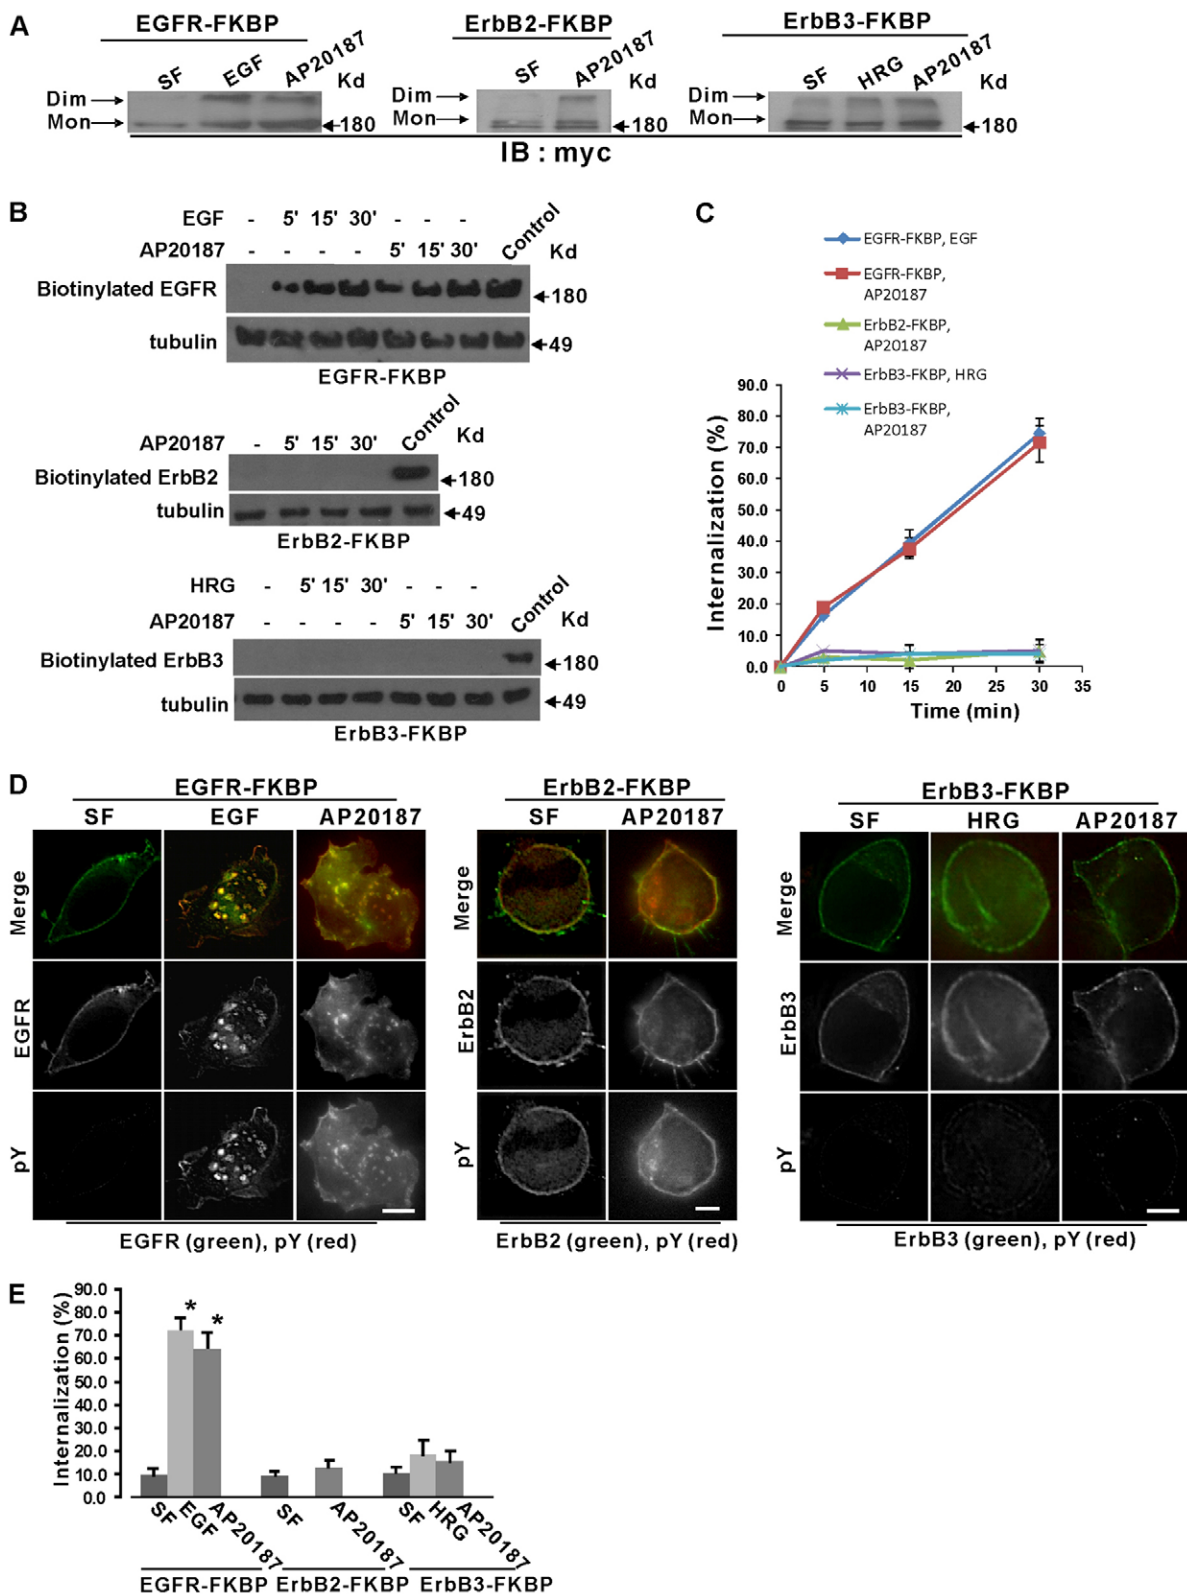 A
EGFR-FKBP
SF EGF AP20187 Kd
Dim
Mon
180
ErbB2-FKBP
SF AP20187 Kd
Dim
Mon
180
ErbB3-FKBP
SF HRG AP20187 Kd
Dim
Mon
180
IB : myc
B
EGF - 5' 15' 30' - - -
AP20187 - - - - 5' 15' 30' Control Kd
Biotinylated EGFR 180
tubulin 49
EGFR-FKBP
AP20187 - 5' 15' 30' Control Kd
Biotinylated ErbB2 180
tubulin 49
ErbB2-FKBP
HRG - 5' 15' 30' - - -
AP20187 - - - - 5' 15' 30' Control Kd
Biotinylated ErbB3 180
tubulin 49
ErbB3-FKBP
C
EGFR-FKBP, EGF
EGFR-FKBP,
AP20187
ErbB2-FKBP,
AP20187
ErbB3-FKBP, HRG
ErbB3-FKBP,
AP20187
Internalization (%)
90.0
80.0
70.0
60.0
50.0
40.0
30.0
20.0
10.0
0.0
0 5 10 15 20 25 30 35
Time (min)
D
EGFR-FKBP
SF EGF AP20187
Merge
EGFR
pY
EGFR (green), pY (red)
ErbB2-FKBP
SF AP20187
Merge
ErbB2
pY
ErbB2 (green), pY (red)
ErbB3-FKBP
SF HRG AP20187
Merge
ErbB3
pY
ErbB3 (green), pY (red)
E
Internalization (%)
90.0
80.0
70.0
60.0
50.0
40.0
30.0
20.0
10.0
0.0
* *
SF EGF AP20187 SF AP20187 SF HRG AP20187
EGFR-FKBP ErbB2-FKBP ErbB3-FKBP